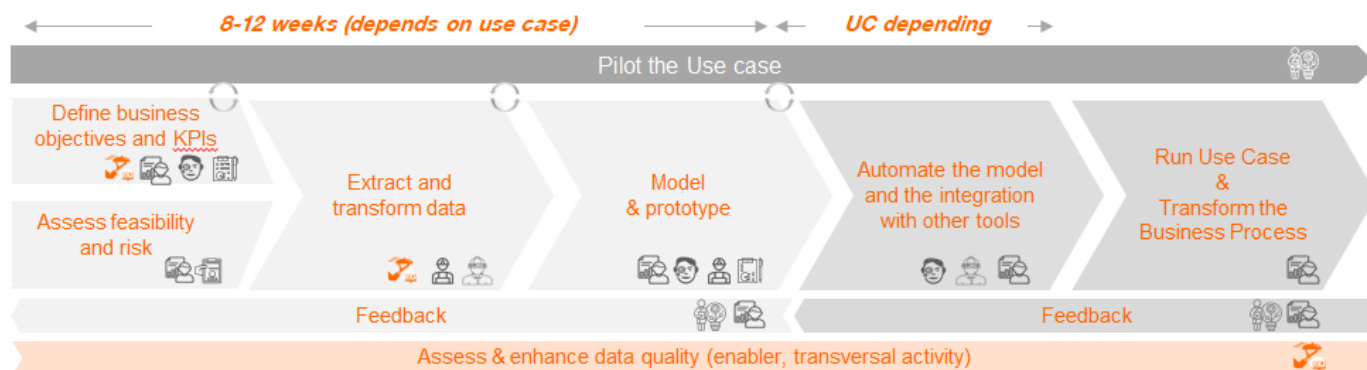 8-12 weeks (depends on use case)
UC depending
Pilot the Use case
Define business
objectives and KPIs
Assess feasibility
and risk
Extract and
transform data
Model
& prototype
Automate the model
and the integration
with other tools
Run Use Case
&
Transform the
Business Process
Feedback
Feedback
Assess & enhance data quality (enabler, transversal activity)